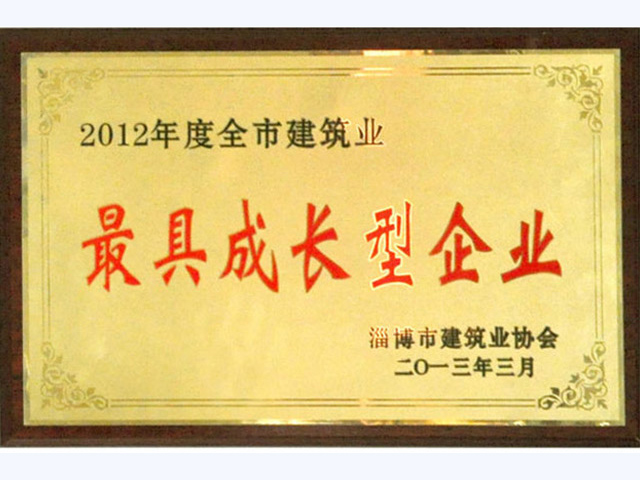 2012年度全市建筑业
最具成长型企业
淄博市建筑业协会
二〇一三年三月